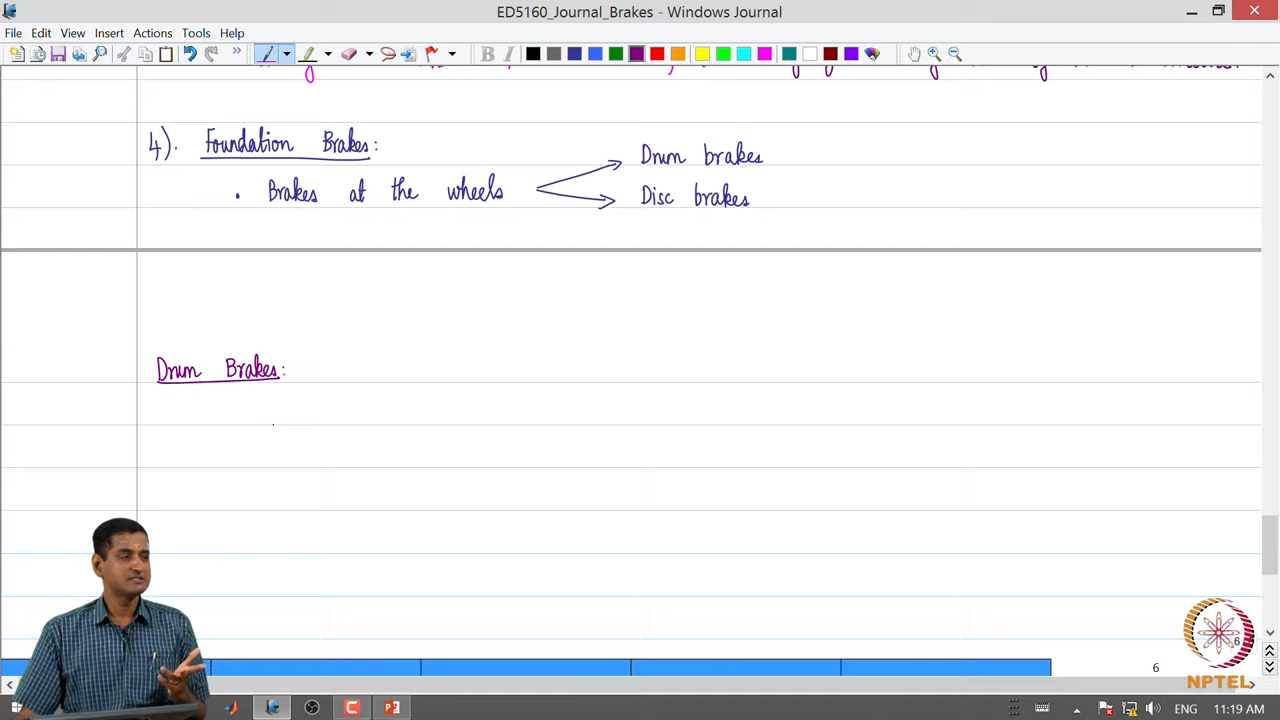 ED5160_Journal_Brakes - Windows Journal
File Edit View Insert Actions Tools Help
4). Foundation Brakes:
Drum brakes
• Brakes at the wheels
Disc brakes
Drum Brakes:
6
6
NPTEL
ENG 11:19 AM